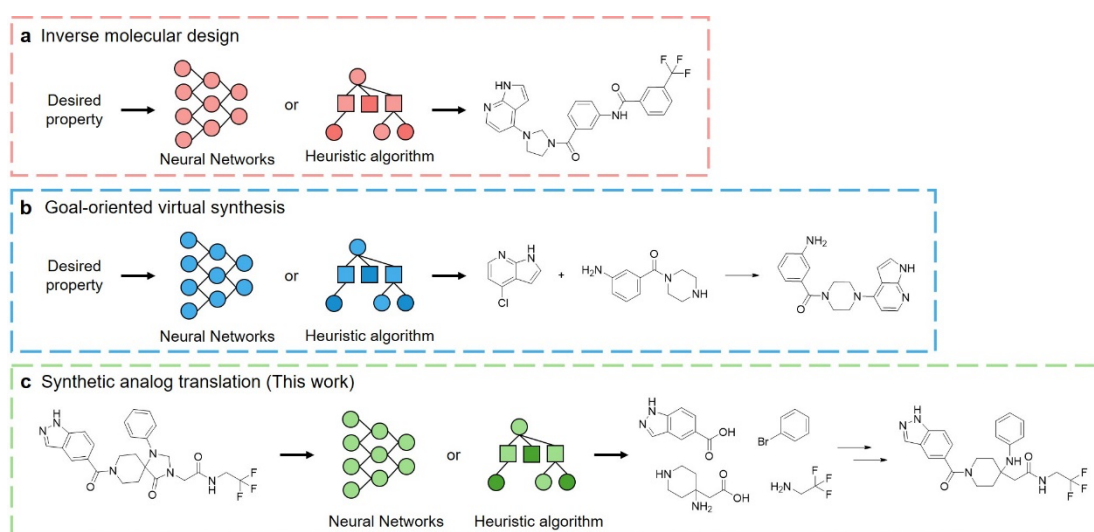 a Inverse molecular design
Desired
property
or
Neural Networks
Heuristic algorithm
HN
N
N
N
O
O
NH
F
F
F
b Goal-oriented virtual synthesis
Desired
property
or
Neural Networks
Heuristic algorithm
N
H
N
Cl
+
H2N
O
N
NH
NH2
O
N
N
NH
N
c Synthetic analog translation (This work)
H
N
N
O
N
N
N
O
O
N
H
F
F
F
or
Neural Networks
Heuristic algorithm
H
N
N
O
OH
Br
HN
NH2
O
OH
H2N
F
F
F
H
N
N
O
N
NH
O
N
H
F
F
F